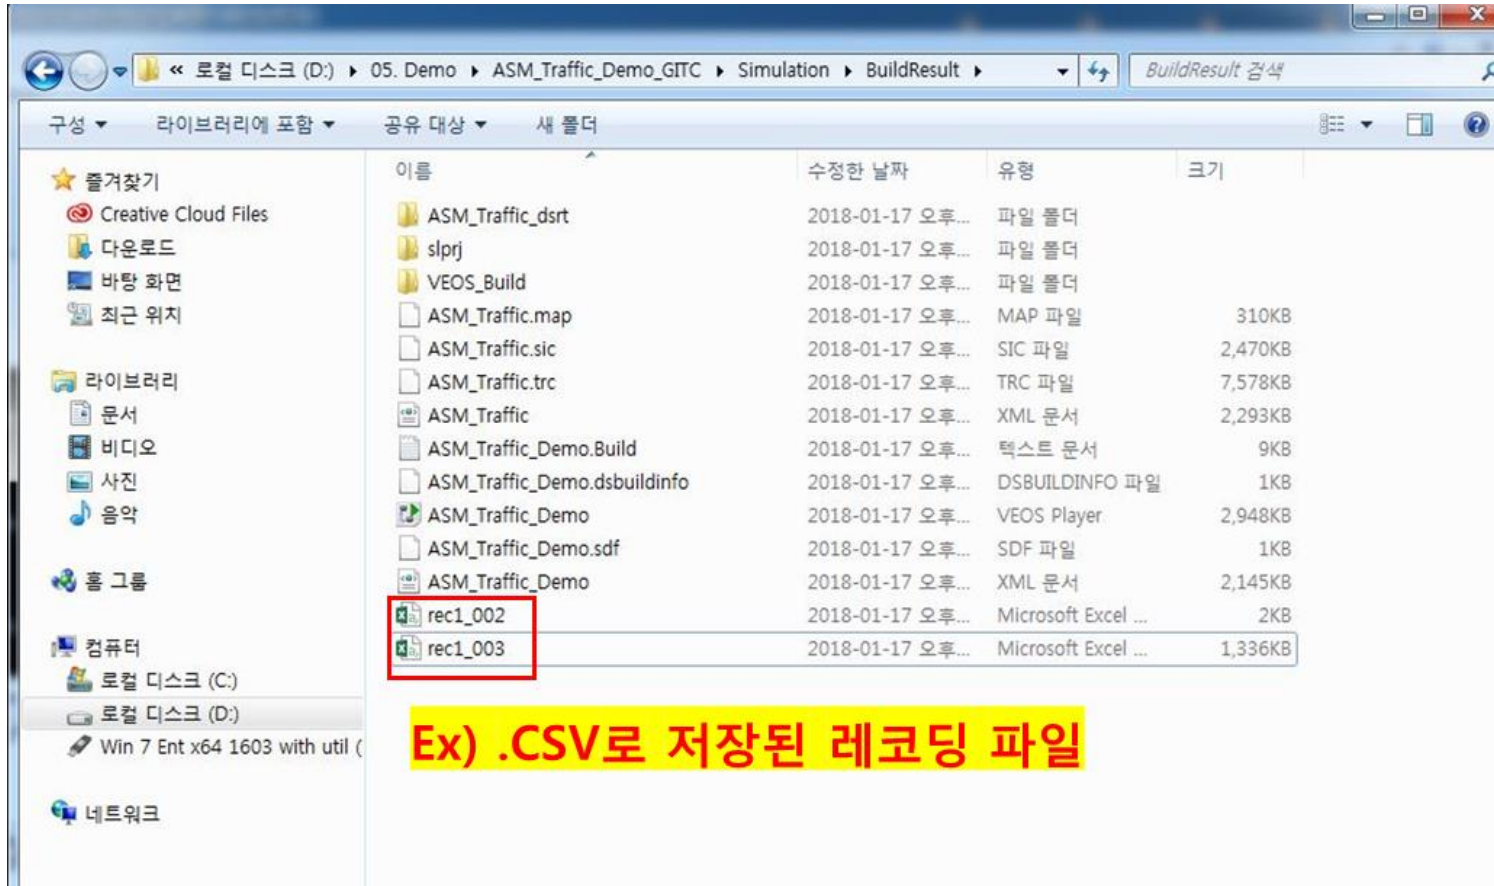 « 로컬 디스크 (D:) ▸ 05. Demo ▸ ASM_Traffic_Demo_GITC ▸ Simulation ▸ BuildResult ▸ BuildResult 검색
구성 ▼ 라이브러리에 포함 ▼ 공유 대상 ▼ 새 폴더
즐겨찾기
Creative Cloud Files
다운로드
바탕 화면
최근 위치
라이브러리
문서
비디오
사진
음악
홈 그룹
컴퓨터
로컬 디스크 (C:)
로컬 디스크 (D:)
Win 7 Ent x64 1603 with util (
네트워크
이름 수정한 날짜 유형 크기
ASM_Traffic_dsrt 2018-01-17 오후... 파일 폴더
slprj 2018-01-17 오후... 파일 폴더
VEOS_Build 2018-01-17 오후... 파일 폴더
ASM_Traffic.map 2018-01-17 오후... MAP 파일 310KB
ASM_Traffic.sic 2018-01-17 오후... SIC 파일 2,470KB
ASM_Traffic.trc 2018-01-17 오후... TRC 파일 7,578KB
ASM_Traffic 2018-01-17 오후... XML 문서 2,293KB
ASM_Traffic_Demo.Build 2018-01-17 오후... 텍스트 문서 9KB
ASM_Traffic_Demo.dsbuildinfo 2018-01-17 오후... DSBUILDINFO 파일 1KB
ASM_Traffic_Demo 2018-01-17 오후... VEOS Player 2,948KB
ASM_Traffic_Demo.sdf 2018-01-17 오후... SDF 파일 1KB
ASM_Traffic_Demo 2018-01-17 오후... XML 문서 2,145KB
rec1_002 2018-01-17 오후... Microsoft Excel ... 2KB
rec1_003 2018-01-17 오후... Microsoft Excel ... 1,336KB
Ex) .CSV로 저장된 레코딩 파일